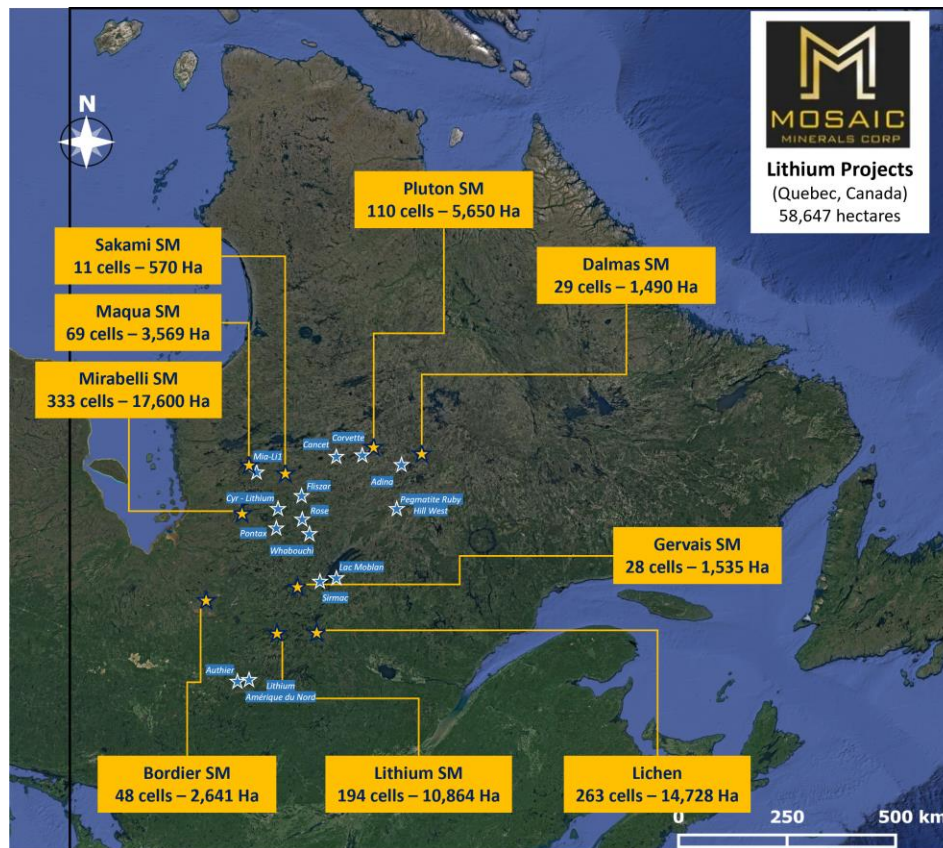 MOSAIC
MINERALS CORP
Lithium Projects
(Quebec, Canada)
58,647 hectares
N
Pluton SM
110 cells – 5,650 Ha
Sakami SM
11 cells – 570 Ha
Dalmas SM
29 cells – 1,490 Ha
Maqua SM
69 cells – 3,569 Ha
Mirabelli SM
333 cells – 17,600 Ha
Corvette
Cancet
Mia-Li1
Adina
Fliszar
Cyr - Lithium
Pegmatite Ruby
Hill West
Rose
Pontax
Whabouchi
Gervais SM
28 cells – 1,535 Ha
Lac Moblan
Sirmac
Authier
Lithium
Amérique du Nord
Bordier SM
48 cells – 2,641 Ha
Lithium SM
194 cells – 10,864 Ha
Lichen
263 cells – 14,728 Ha
0 250 500 km